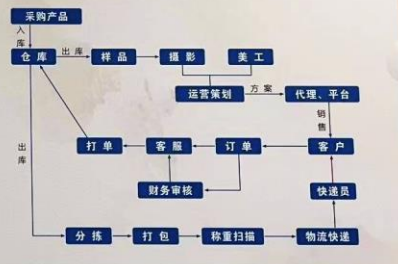 采购产品
入库
仓库
出库
样品
摄影
美工
运营策划
方案
代理、平台
销售
打单
客服
订单
客户
出库
财务审核
快递员
分拣
打包
称重扫描
物流快递